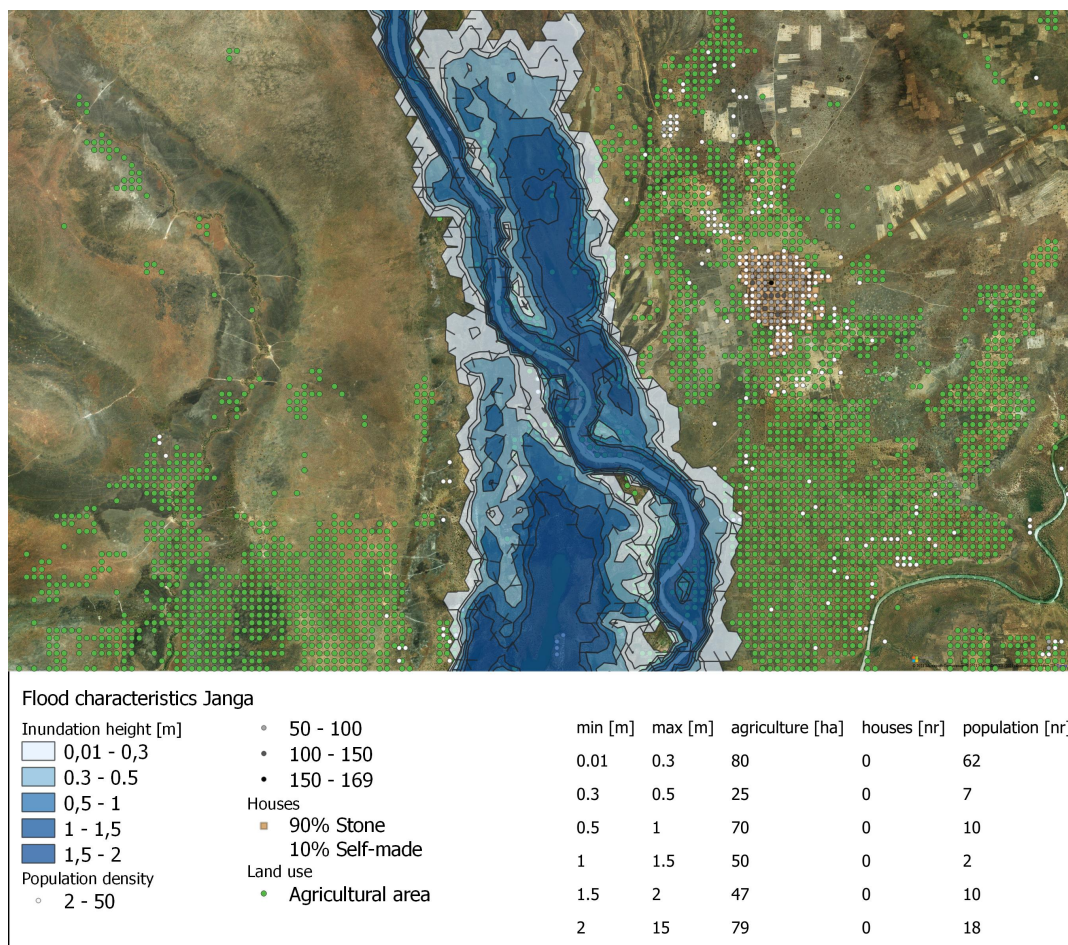 Flood characteristics Janga
Inundation height [m]
0,01 - 0,3
0.3 - 0.5
0,5 - 1
1 - 1,5
1,5 - 2
Population density
2 - 50
50 - 100
100 - 150
150 - 169
Houses
90% Stone
10% Self-made
Land use
Agricultural area
min [m] max [m] agriculture [ha] houses [nr] population [nr]
0.01 0.3 80 0 62
0.3 0.5 25 0 7
0.5 1 70 0 10
1 1.5 50 0 2
1.5 2 47 0 10
2 15 79 0 18